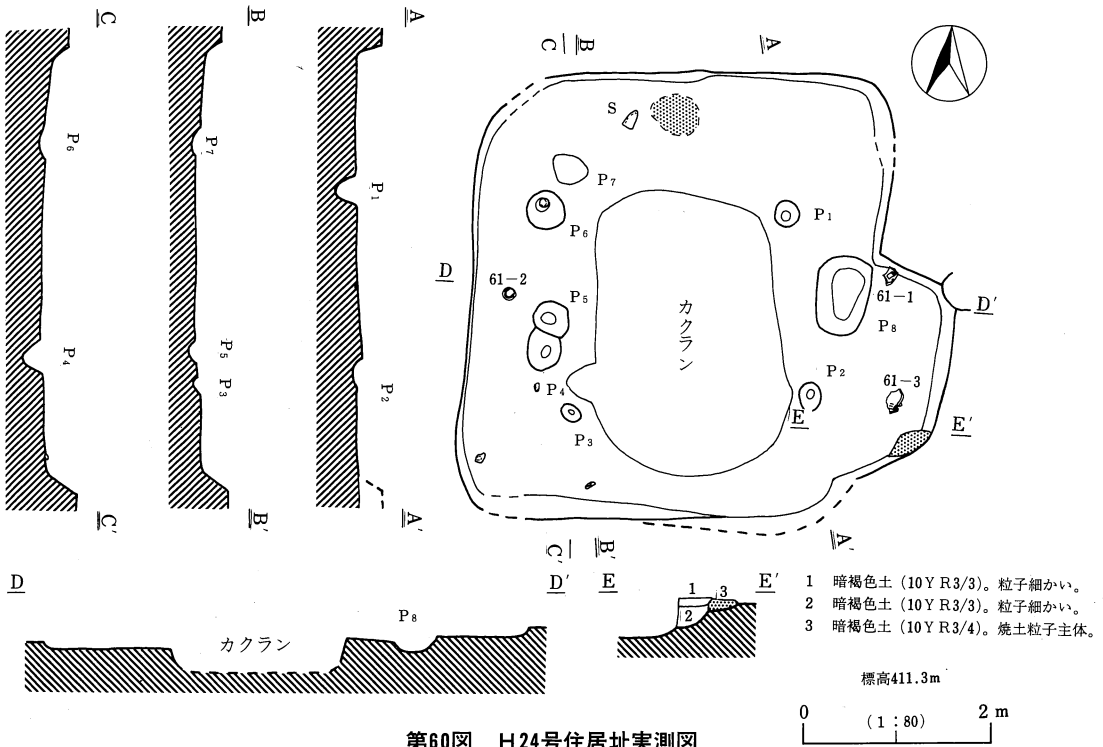 C
B
A
P6
P4
C'
P7
P5
P3
B'
P1
P2
A'
C
B
A
S
P7
P6
P1
D
61-2
P5
カクラン
61-1
D'
P8
P4
P3
P2
E
61-3
E'
C'
B'
A'
D
D'
P8
カクラン
E
E'
1
2
3
1 暗褐色土(10YR3/3)。粒子細かい。
2 暗褐色土(10YR3/3)。粒子細かい。
3 暗褐色土(10YR3/4)。焼土粒子主体。
標高411.3m
0 2 m
(1:80)
第60図 H24号住居址実測図